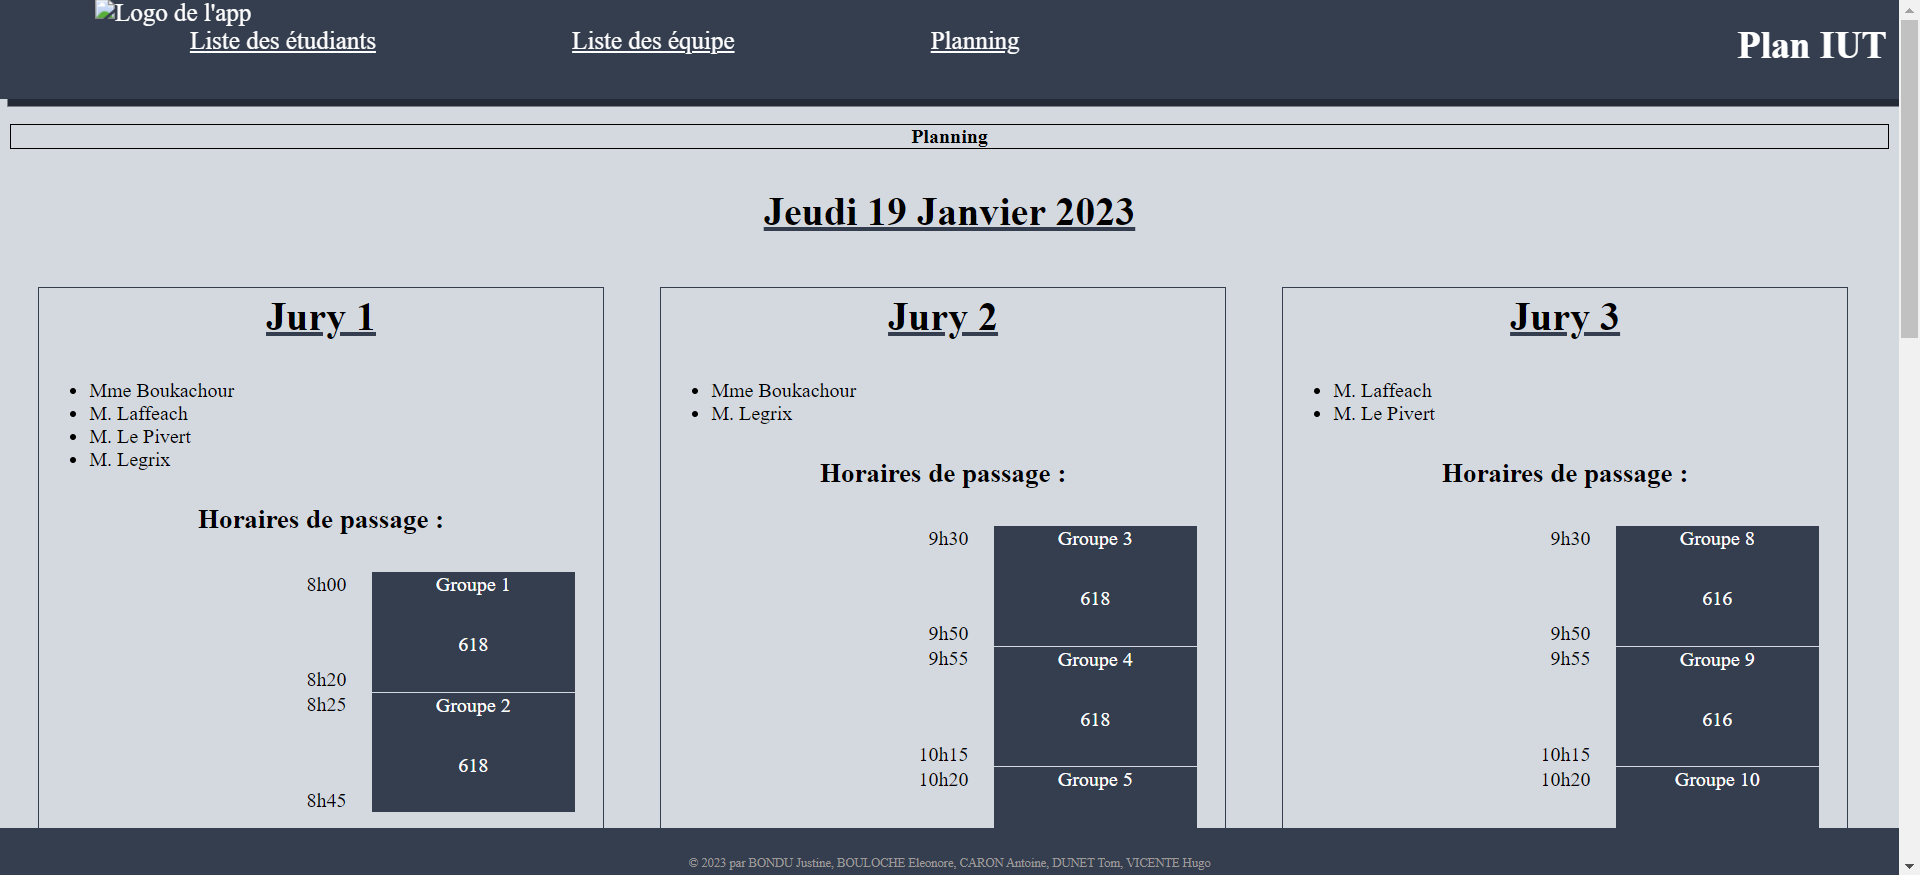 Logo de l'app
Liste des étudiants
Liste des équipe
Planning
Plan IUT
Planning
Jeudi 19 Janvier 2023
Jury 1
Mme Boukachour
M. Laffeach
M. Le Pivert
M. Legrix
Horaires de passage :
8h00
Groupe 1
618
8h20
8h25
Groupe 2
618
8h45
Jury 2
Mme Boukachour
M. Legrix
Horaires de passage :
9h30
Groupe 3
618
9h50
9h55
Groupe 4
618
10h15
10h20
Groupe 5
Jury 3
M. Laffeach
M. Le Pivert
Horaires de passage :
9h30
Groupe 8
616
9h50
9h55
Groupe 9
616
10h15
10h20
Groupe 10
© 2023 par BONDU Justine, BOULOCHE Eleonore, CARON Antoine, DUNET Tom, VICENTE Hugo